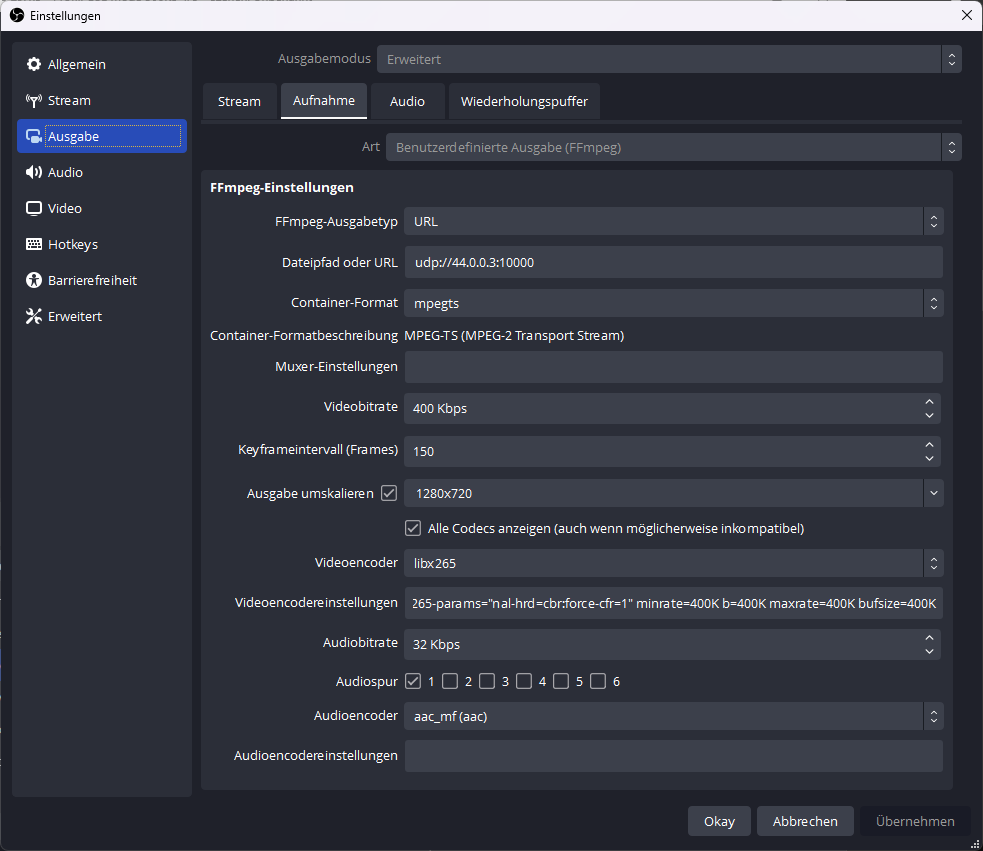 Einstellungen
Allgemein
Stream
Ausgabe
Audio
Video
Hotkeys
Barrierefreiheit
Erweitert
Ausgabemodus Erweitert
Stream Aufnahme Audio Wiederholungspuffer
Art Benutzerdefinierte Ausgabe (FFmpeg)
FFmpeg-Einstellungen
FFmpeg-Ausgabetyp URL
Dateipfad oder URL udp://44.0.0.3:10000
Container-Format mpegts
Container-Formatbeschreibung MPEG-TS (MPEG-2 Transport Stream)
Muxer-Einstellungen
Videobitrate 400 Kbps
Keyframeintervall (Frames) 150
Ausgabe umskalieren 1280x720
Alle Codecs anzeigen (auch wenn möglicherweise inkompatibel)
Videoencoder libx265
Videoencodereinstellungen 265-params="nal-hrd=cbr:force-cfr=1" minrate=400K b=400K maxrate=400K bufsize=400K
Audiobitrate 32 Kbps
Audiospur 1 2 3 4 5 6
Audioencoder aac_mf (aac)
Audioencodereinstellungen
Okay Abbrechen Übernehmen